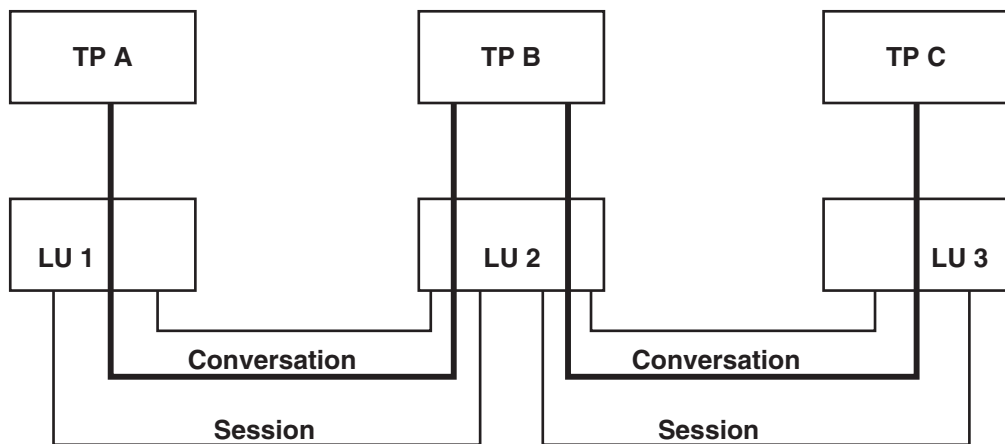 TP A
TP B
TP C
LU 1
LU 2
LU 3
Conversation
Conversation
Session
Session